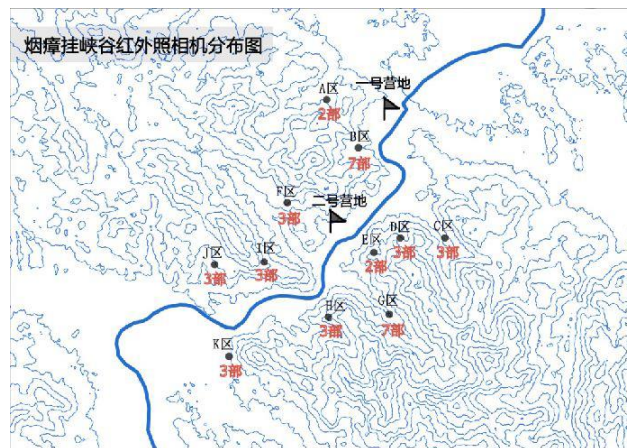 烟瘴挂峡谷红外照相机分布图
一号营地
A区
2部
B区
7部
F区
3部
二号营地
D区
3部
C区
3部
E区
2部
J区
3部
I区
3部
H区
3部
G区
7部
K区
3部